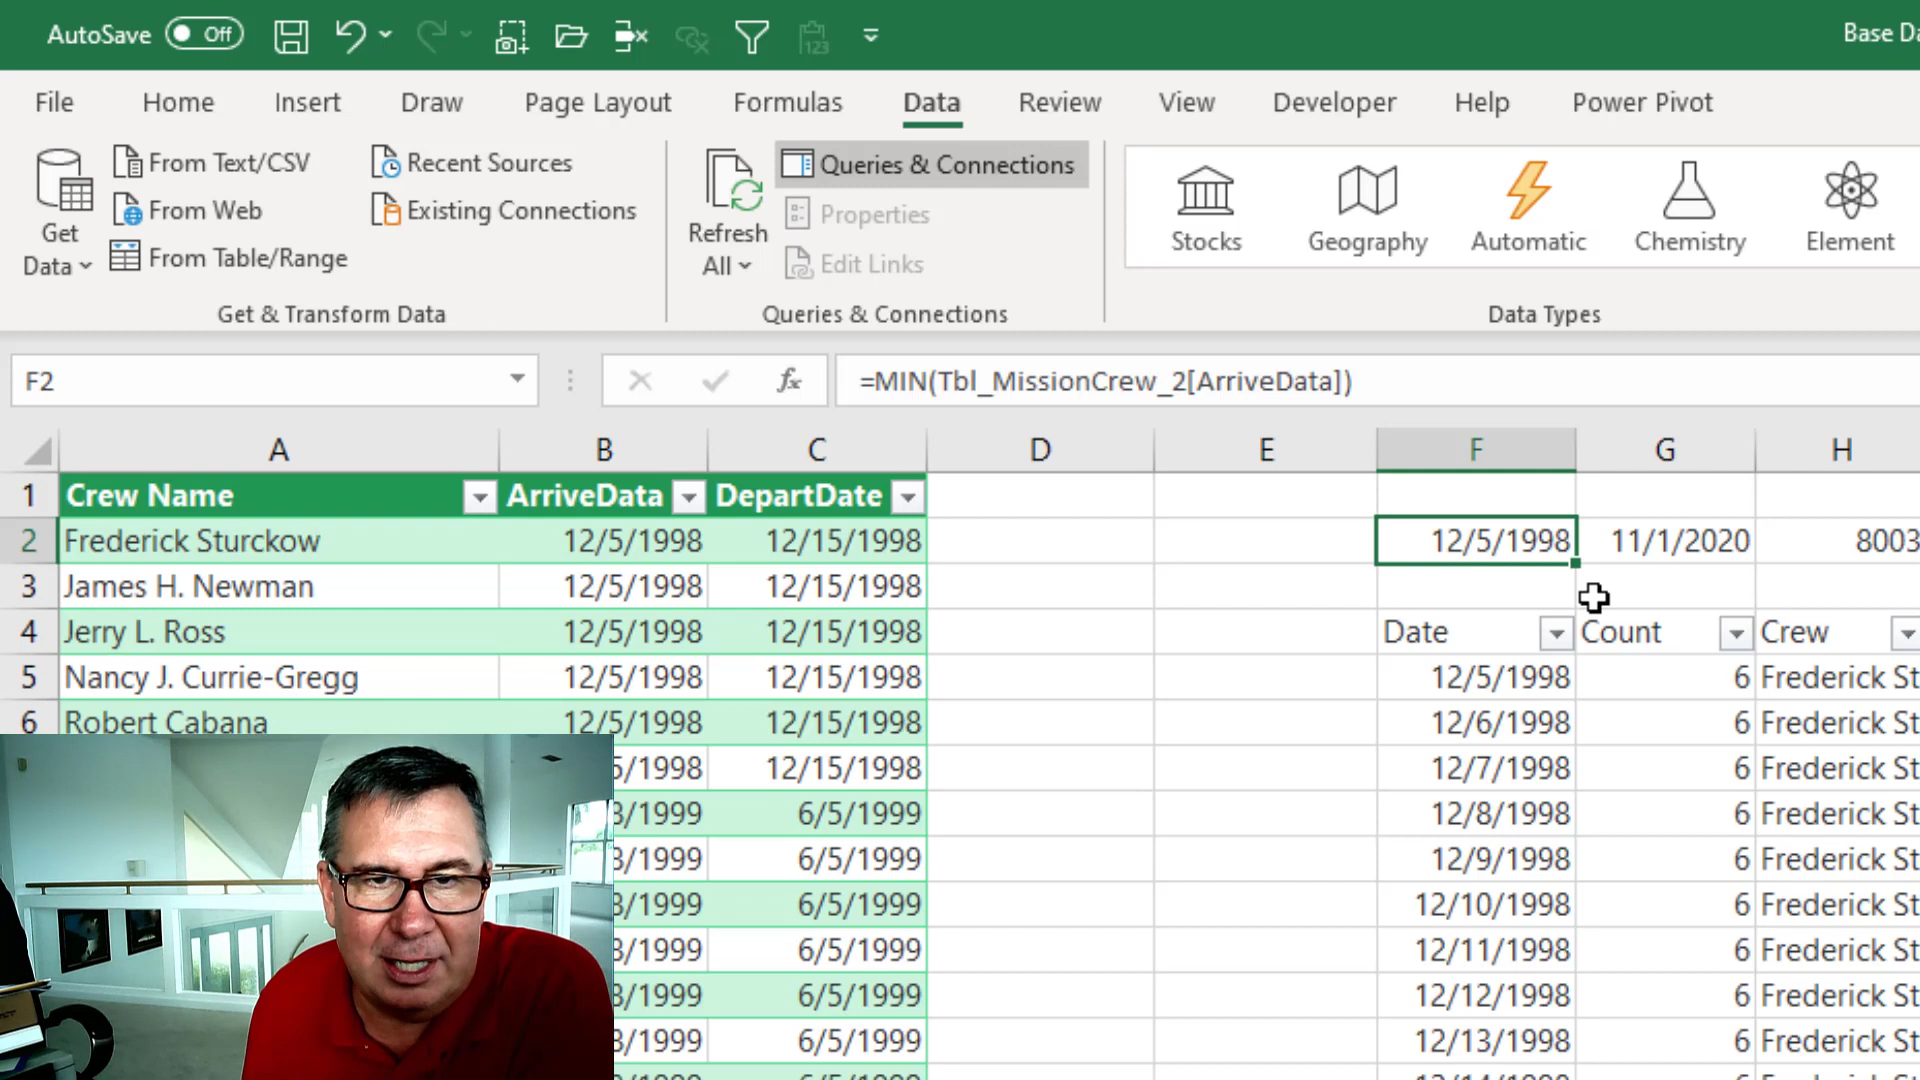 AutoSave Off Base Da
File Home Insert Draw Page Layout Formulas Data Review View Developer Help Power Pivot
Get Data
From Text/CSV
From Web
From Table/Range
Recent Sources
Existing Connections
Get & Transform Data
Refresh All
Queries & Connections
Properties
Edit Links
Queries & Connections
Stocks Geography Automatic Chemistry Element
Data Types
F2 fx =MIN(Tbl_MissionCrew_2[ArriveData])
A B C D E F G H
1 Crew Name ArriveData DepartDate
2 Frederick Sturckow 12/5/1998 12/15/1998 12/5/1998 11/1/2020 8003
3 James H. Newman 12/5/1998 12/15/1998
4 Jerry L. Ross 12/5/1998 12/15/1998 Date Count Crew
5 Nancy J. Currie-Gregg 12/5/1998 12/15/1998 12/5/1998 6 Frederick St
6 Robert Cabana 12/5/1998 12/15/1998 12/6/1998 6 Frederick St
5/1998 12/15/1998 12/7/1998 6 Frederick St
/1999 6/5/1999 12/8/1998 6 Frederick St
/1999 6/5/1999 12/9/1998 6 Frederick St
/1999 6/5/1999 12/10/1998 6 Frederick St
/1999 6/5/1999 12/11/1998 6 Frederick St
/1999 6/5/1999 12/12/1998 6 Frederick St
/1999 6/5/1999 12/13/1998 6 Frederick St